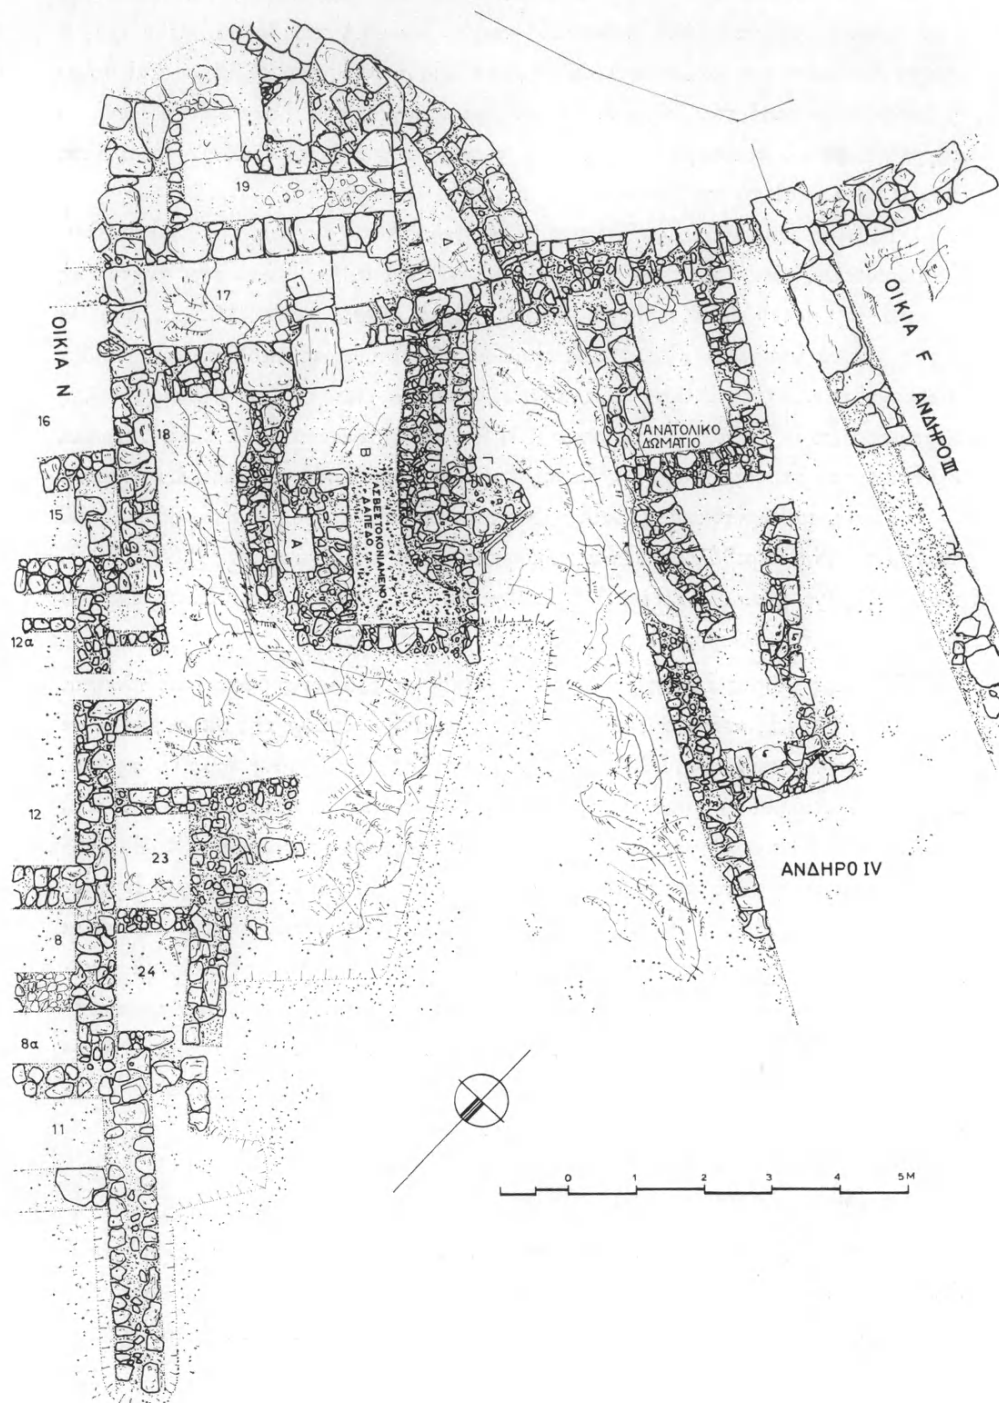 19
Δ
17
ΟΙΚΙΑ Ν
ΟΙΚΙΑ F ΑΝΔΗΡΟ III
16
18
ΑΝΑΤΟΛΙΚΟ
ΔΩΜΑΤΙΟ
Β
Γ
15
Α
ΑΣΒΕΣΤΟΚΟΝΙΑΜΕΝΟ
ΔΑΠΕΔΟ
12α
12
23
ΑΝΔΗΡΟ IV
8
24
8α
11
0 1 2 3 4 5 M